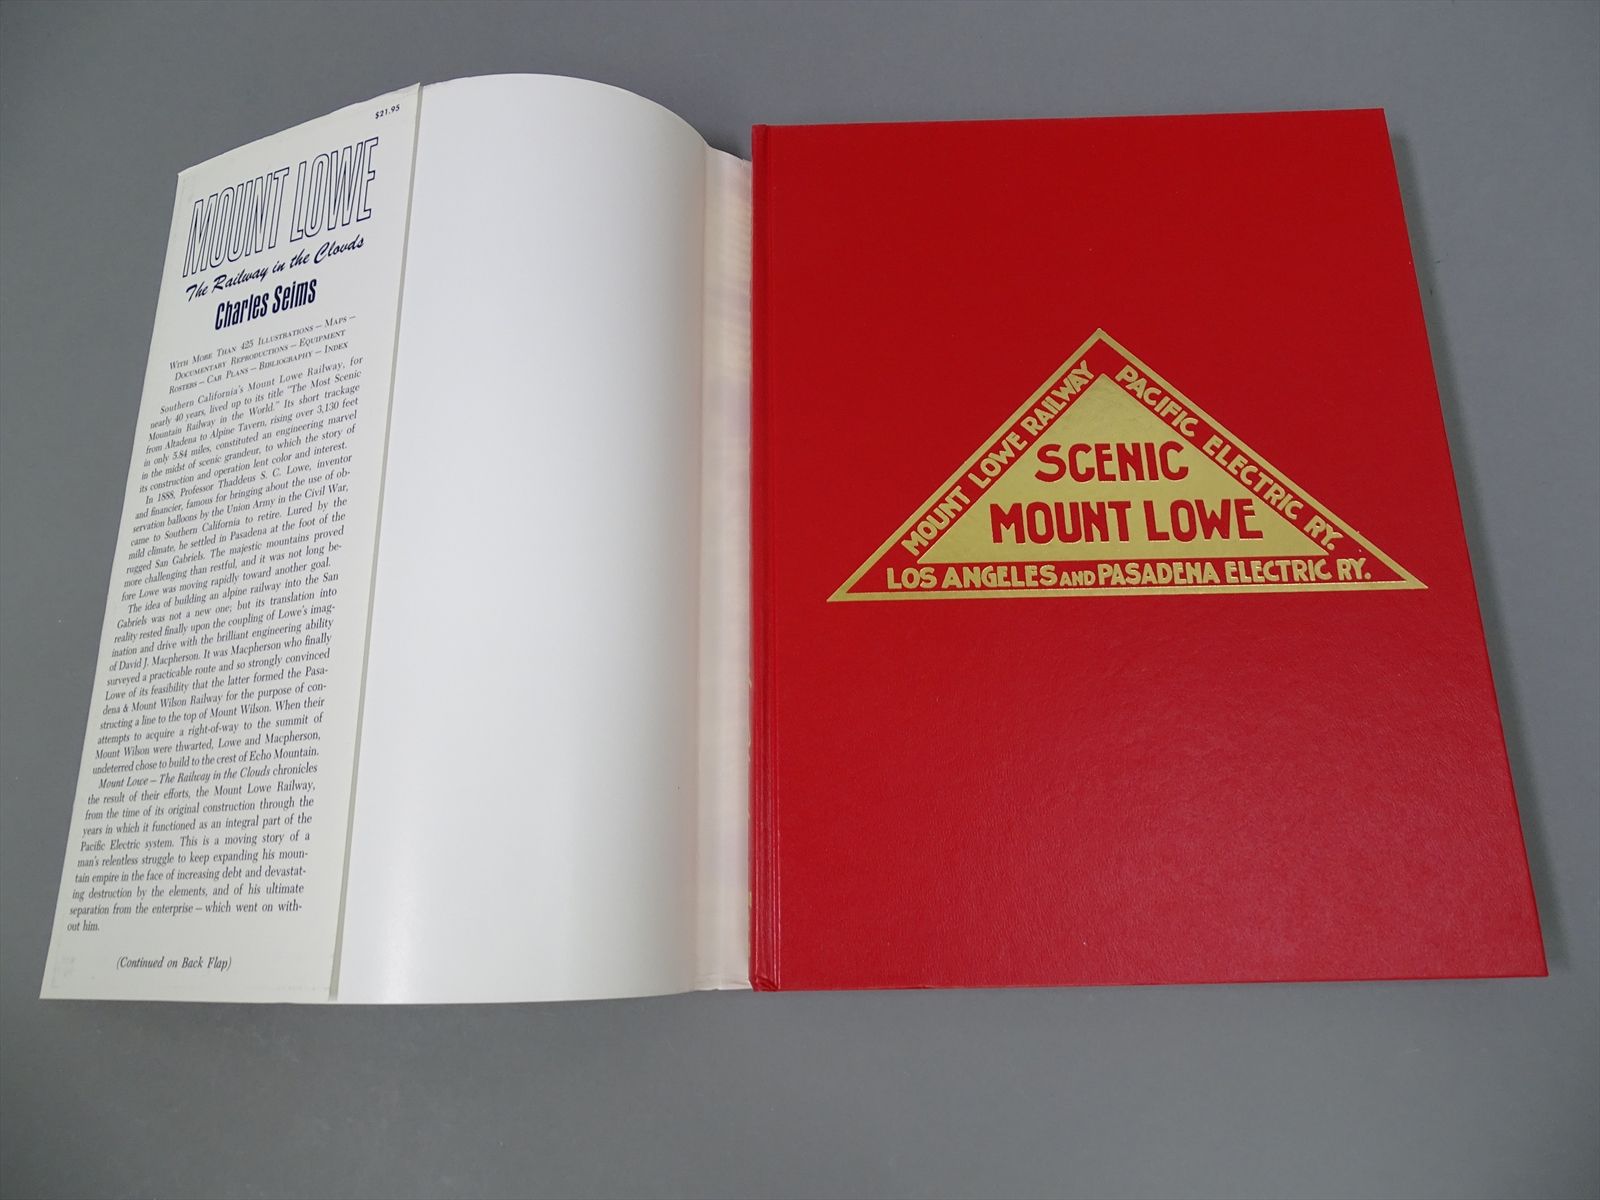 $21.95
MOUNT LOWE
The Railway in the Clouds
Charles Seims
With More Than 425 Illustrations — Maps —
Documentary Reproductions — Equipment
Rosters — Car Plans — Bibliography — Index
Southern California's Mount Lowe Railway, for
nearly 40 years, lived up to its title "The Most Scenic
Mountain Railway in the World." Its short trackage
from Altadena to Alpine Tavern, rising over 3,130 feet
in only 5.84 miles, constituted an engineering marvel
in the midst of scenic grandeur, to which the story of
its construction and operation lent color and interest.
In 1888, Professor Thaddeus S. C. Lowe, inventor
and financier, famous for bringing about the use of ob-
servation balloons by the Union Army in the Civil War,
came to Southern California to retire. Lured by the
mild climate, he settled in Pasadena at the foot of the
rugged San Gabriels. The majestic mountains proved
more challenging than restful, and it was not long be-
fore Lowe was moving rapidly toward another goal.
The idea of building an alpine railway into the San
Gabriels was not a new one; but its translation into
reality rested finally upon the coupling of Lowe's imag-
ination and drive with the brilliant engineering ability
of David J. Macpherson. It was Macpherson who finally
surveyed a practicable route and so strongly convinced
Lowe of its feasibility that the latter formed the Pasa-
dena & Mount Wilson Railway for the purpose of con-
structing a line to the top of Mount Wilson. When their
attempts to acquire a right-of-way to the summit of
Mount Wilson were thwarted, Lowe and Macpherson,
undeterred chose to build to the crest of Echo Mountain.
Mount Lowe — The Railway in the Clouds chronicles
the result of their efforts, the Mount Lowe Railway,
from the time of its original construction through the
years in which it functioned as an integral part of the
Pacific Electric system. This is a moving story of a
man's relentless struggle to keep expanding his moun-
tain empire in the face of increasing debt and devastat-
ing destruction by the elements, and of his ultimate
separation from the enterprise — which went on with-
out him.
(Continued on Back Flap)
MOUNT LOWE RAILWAY
PACIFIC ELECTRIC RY.
SCENIC
MOUNT LOWE
LOS ANGELES AND PASADENA ELECTRIC RY.